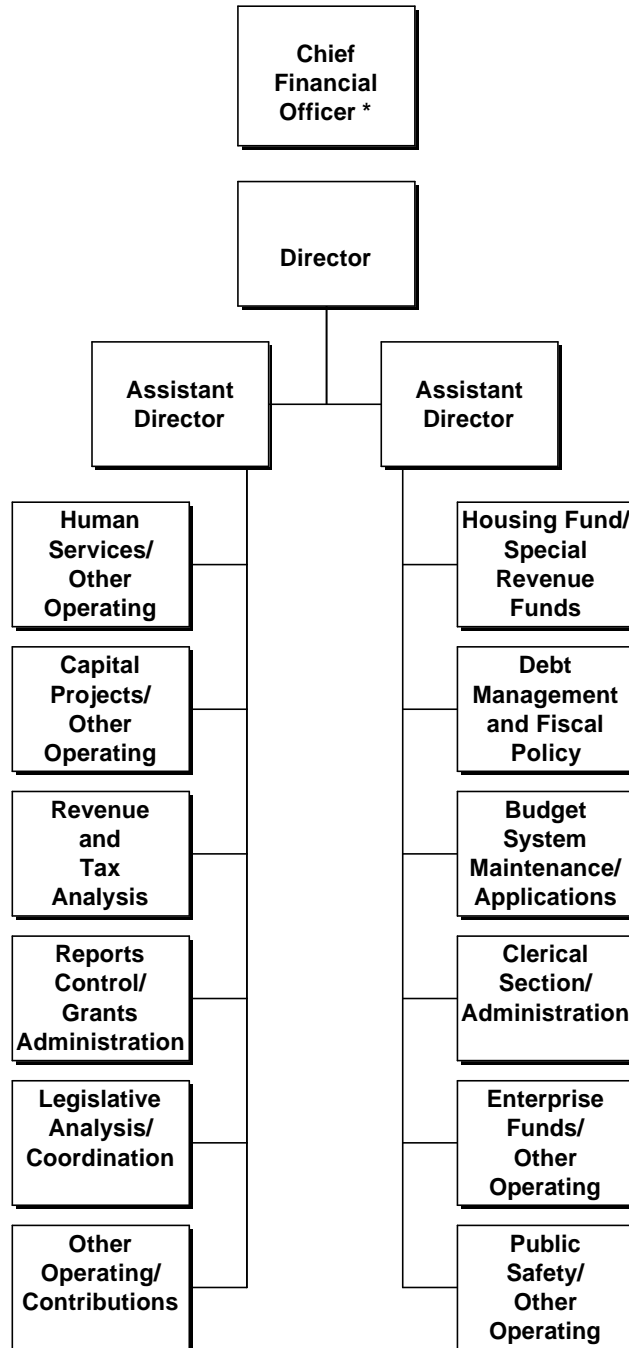 Chief
Financial
Officer *
Director
Assistant
Director
Assistant
Director
Human
Services/
Other
Operating
Housing Fund/
Special
Revenue
Funds
Capital
Projects/
Other
Operating
Debt
Management
and Fiscal
Policy
Revenue
and
Tax
Analysis
Budget
System
Maintenance/
Applications
Reports
Control/
Grants
Administration
Clerical
Section/
Administration
Legislative
Analysis/
Coordination
Enterprise
Funds/
Other
Operating
Other
Operating/
Contributions
Public
Safety/
Other
Operating